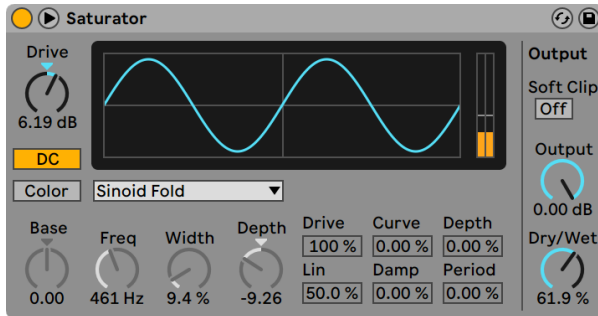 Saturator
Drive
6.19 dB
DC
Color
Sinoid Fold
Base
0.00
Freq
461 Hz
Width
9.4 %
Depth
-9.26
Drive Curve Depth
100 % 0.00 % 0.00 %
Lin Damp Period
50.0 % 0.00 % 0.00 %
Output
Soft Clip
Off
Output
0.00 dB
Dry/Wet
61.9 %